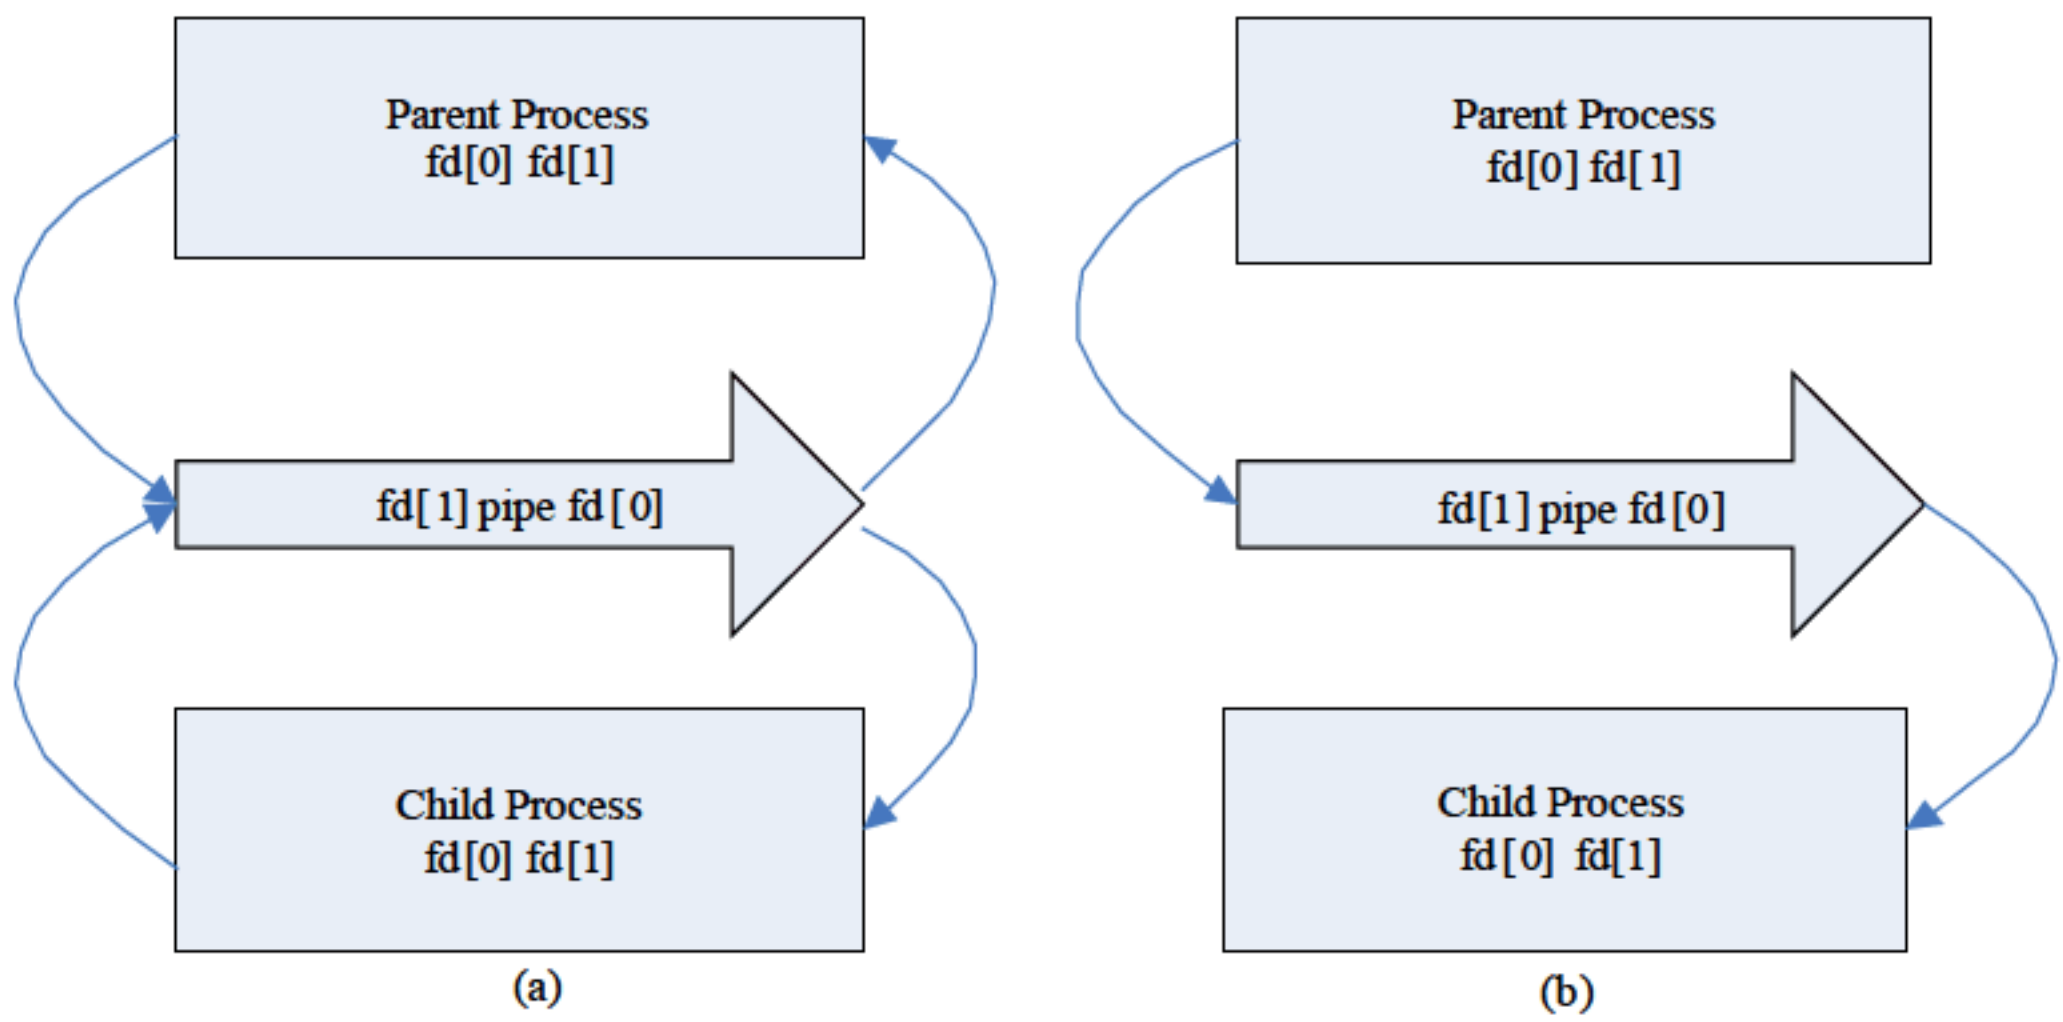 Parent Process
fd[0] fd[1]
fd[1] pipe fd[0]
Child Process
fd[0] fd[1]
(a)
Parent Process
fd[0] fd[1]
fd[1] pipe fd[0]
Child Process
fd[0] fd[1]
(b)